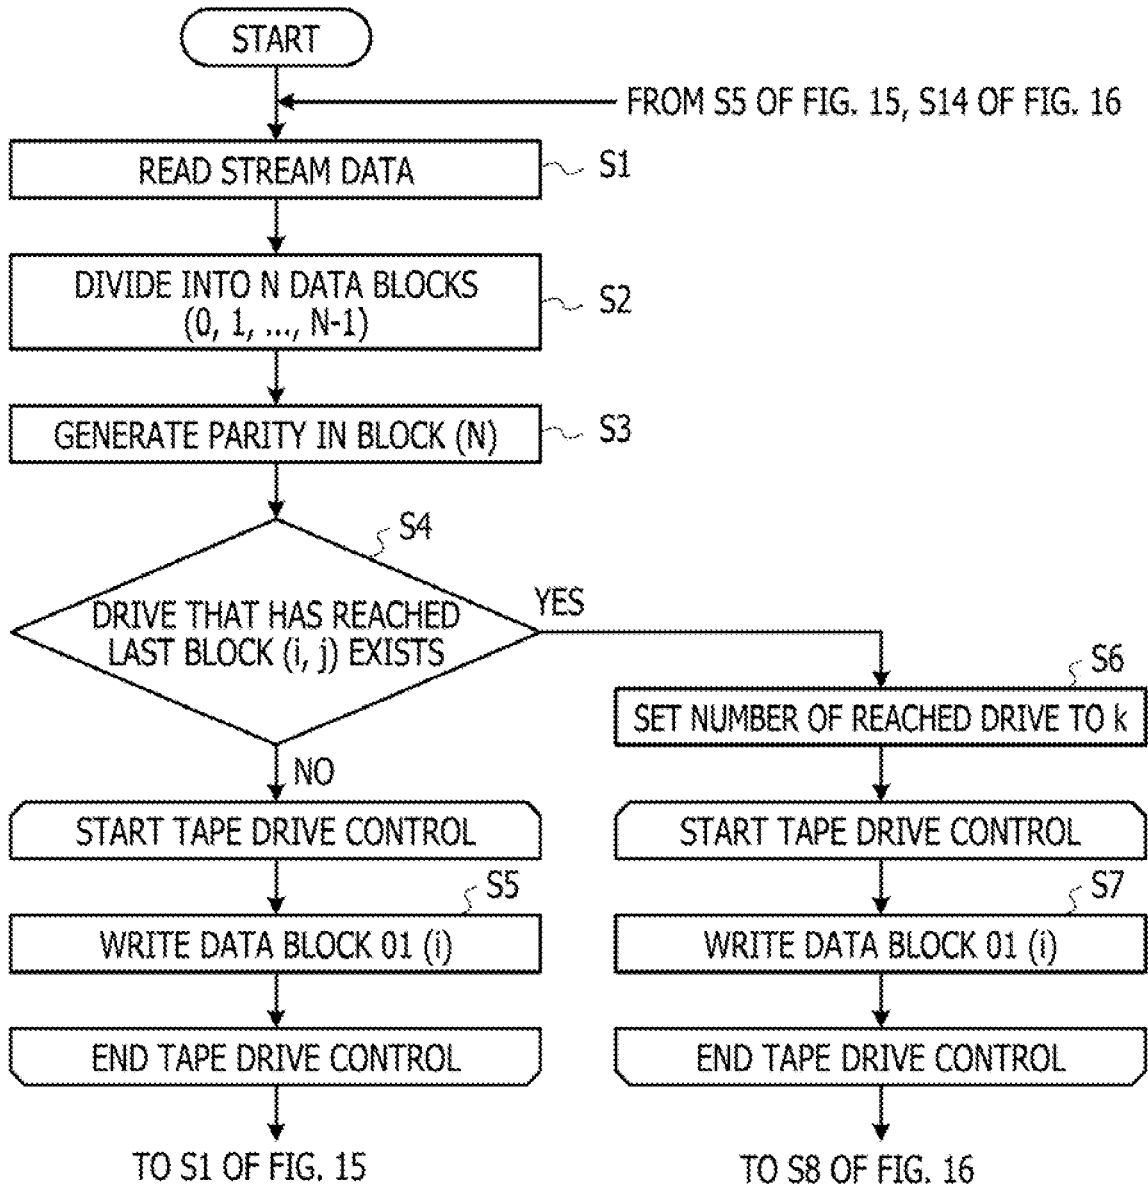 START
FROM S5 OF FIG. 15, S14 OF FIG. 16
READ STREAM DATA
S1
DIVIDE INTO N DATA BLOCKS
(0, 1, ..., N-1)
S2
GENERATE PARITY IN BLOCK (N)
S3
S4
DRIVE THAT HAS REACHED
LAST BLOCK (i, j) EXISTS
YES
NO
START TAPE DRIVE CONTROL
S5
WRITE DATA BLOCK 01 (i)
END TAPE DRIVE CONTROL
TO S1 OF FIG. 15
S6
SET NUMBER OF REACHED DRIVE TO k
START TAPE DRIVE CONTROL
S7
WRITE DATA BLOCK 01 (i)
END TAPE DRIVE CONTROL
TO S8 OF FIG. 16